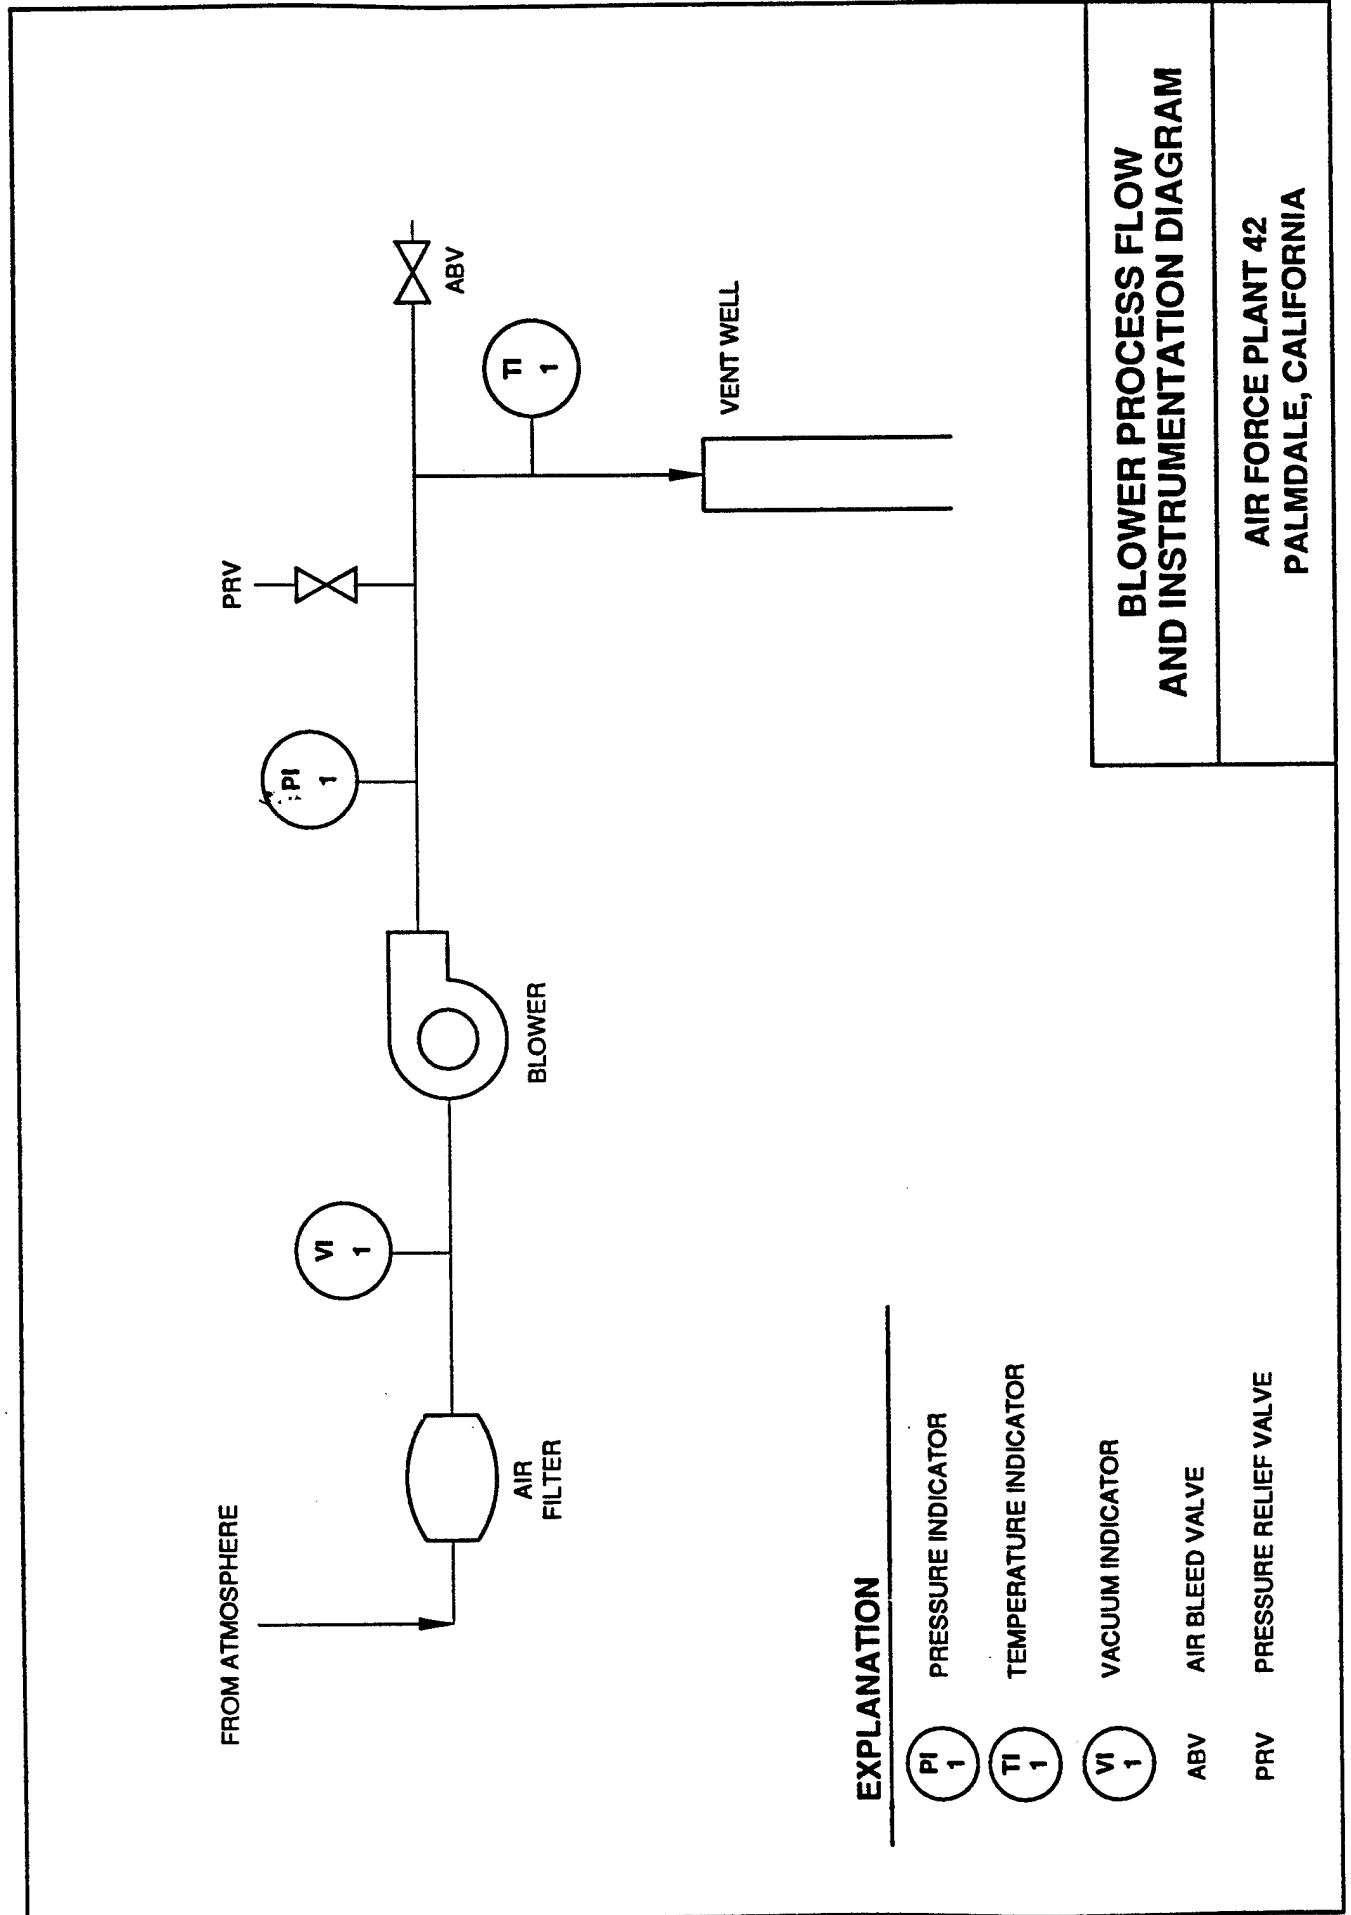 FROM ATMOSPHERE
AIR
FILTER
VI
1
BLOWER
PI
1
PRV
TI
1
ABV
VENT WELL
EXPLANATION
PI
1
PRESSURE INDICATOR
TI
1
TEMPERATURE INDICATOR
VI
1
VACUUM INDICATOR
ABV
AIR BLEED VALVE
PRV
PRESSURE RELIEF VALVE
BLOWER PROCESS FLOW
AND INSTRUMENTATION DIAGRAM
AIR FORCE PLANT 42
PALMDALE, CALIFORNIA